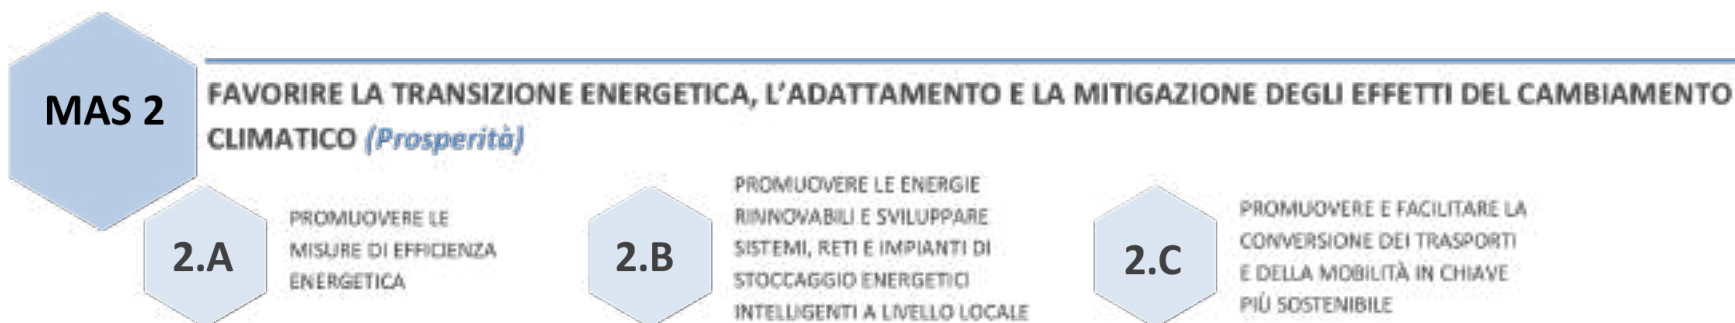 MAS 2
FAVORIRE LA TRANSIZIONE ENERGETICA, L'ADATTAMENTO E LA MITIGAZIONE DEGLI EFFETTI DEL CAMBIAMENTO
CLIMATICO (Prosperità)
2.A
PROMUOVERE LE
MISURE DI EFFICIENZA
ENERGETICA
2.B
PROMUOVERE LE ENERGIE
RINNOVABILI E SVILUPPARE
SISTEMI, RETI E IMPIANTI DI
STOCCAGGIO ENERGETICI
INTELLIGENTI A LIVELLO LOCALE
2.C
PROMUOVERE E FACILITARE LA
CONVERSIONE DEI TRASPORTI
E DELLA MOBILITÀ IN CHIAVE
PIÙ SOSTENIBILE